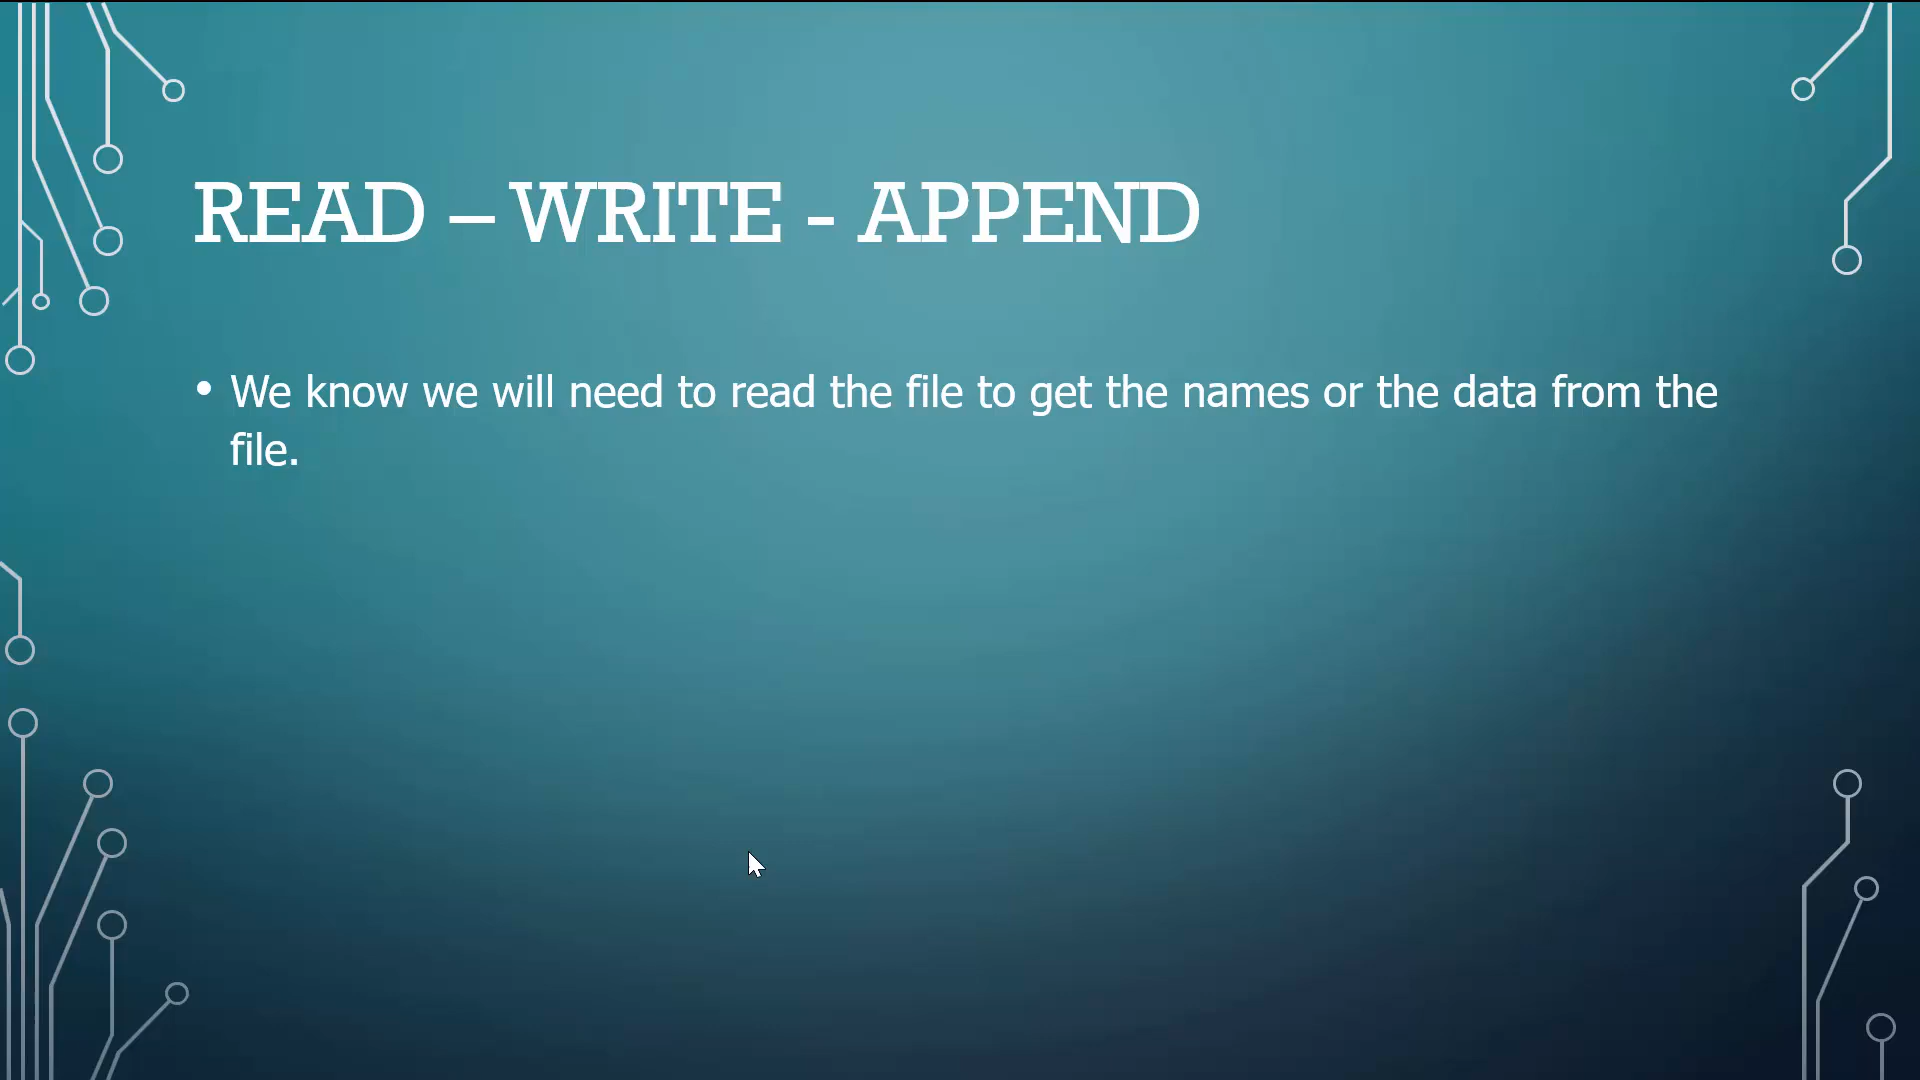 READ – WRITE - APPEND
• We know we will need to read the file to get the names or the data from the
file.